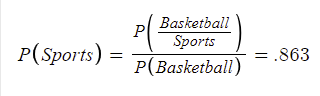 P(Sports) = P(Basketball/Sports) / P(Basketball) = .863